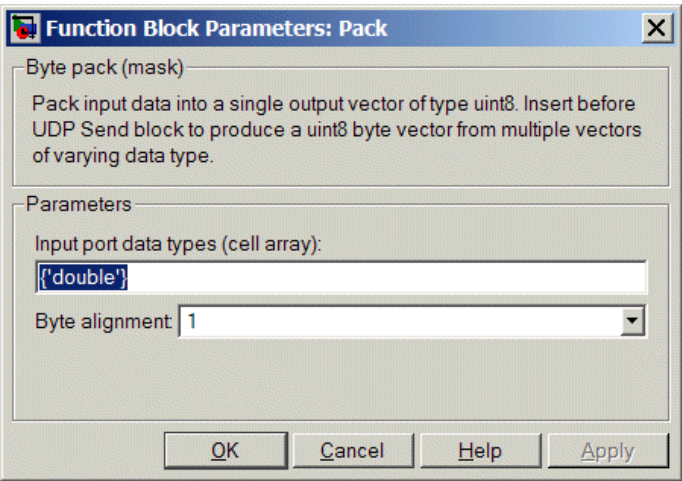 Function Block Parameters: Pack
Byte pack (mask)
Pack input data into a single output vector of type uint8. Insert before
UDP Send block to produce a uint8 byte vector from multiple vectors
of varying data type.
Parameters
Input port data types (cell array):
{'double'}
Byte alignment: 1
OK Cancel Help Apply